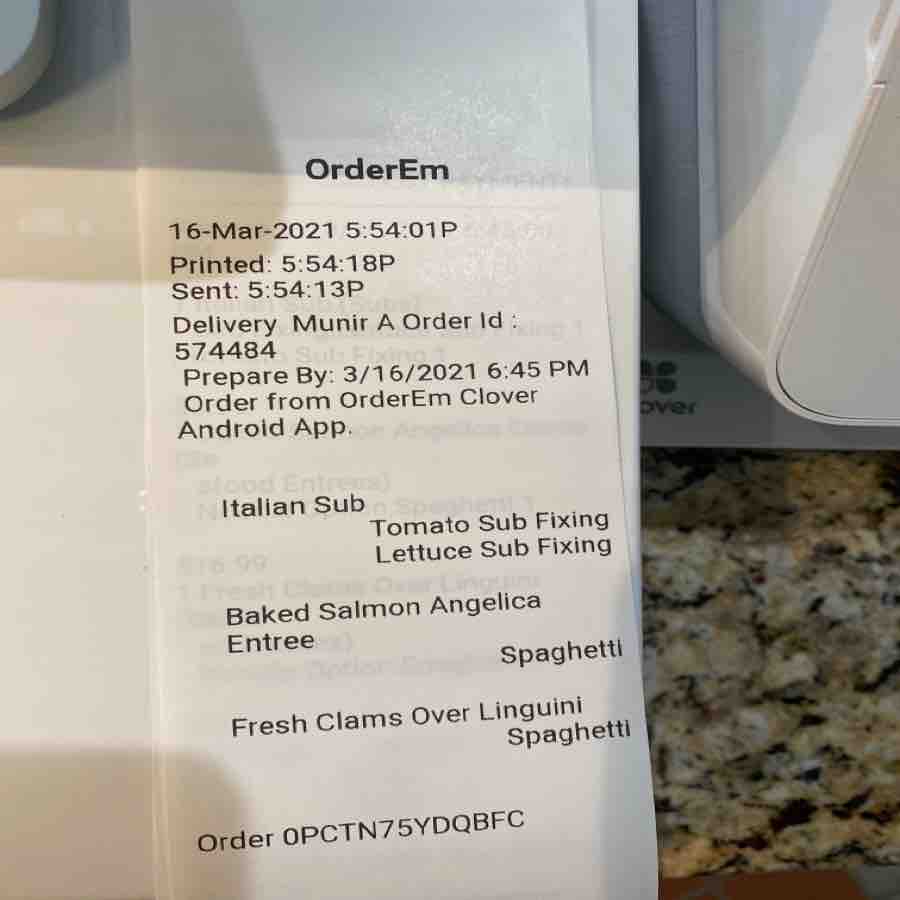 OrderEm
16-Mar-2021 5:54:01P
Printed: 5:54:18P
Sent: 5:54:13P
Delivery Munir A Order Id :
574484
Prepare By: 3/16/2021 6:45 PM
Order from OrderEm Clover
Android App.
Italian Sub
Tomato Sub Fixing
Lettuce Sub Fixing
Baked Salmon Angelica
Entree
Spaghetti
Fresh Clams Over Linguini
Spaghetti
Order 0PCTN75YDQBFC